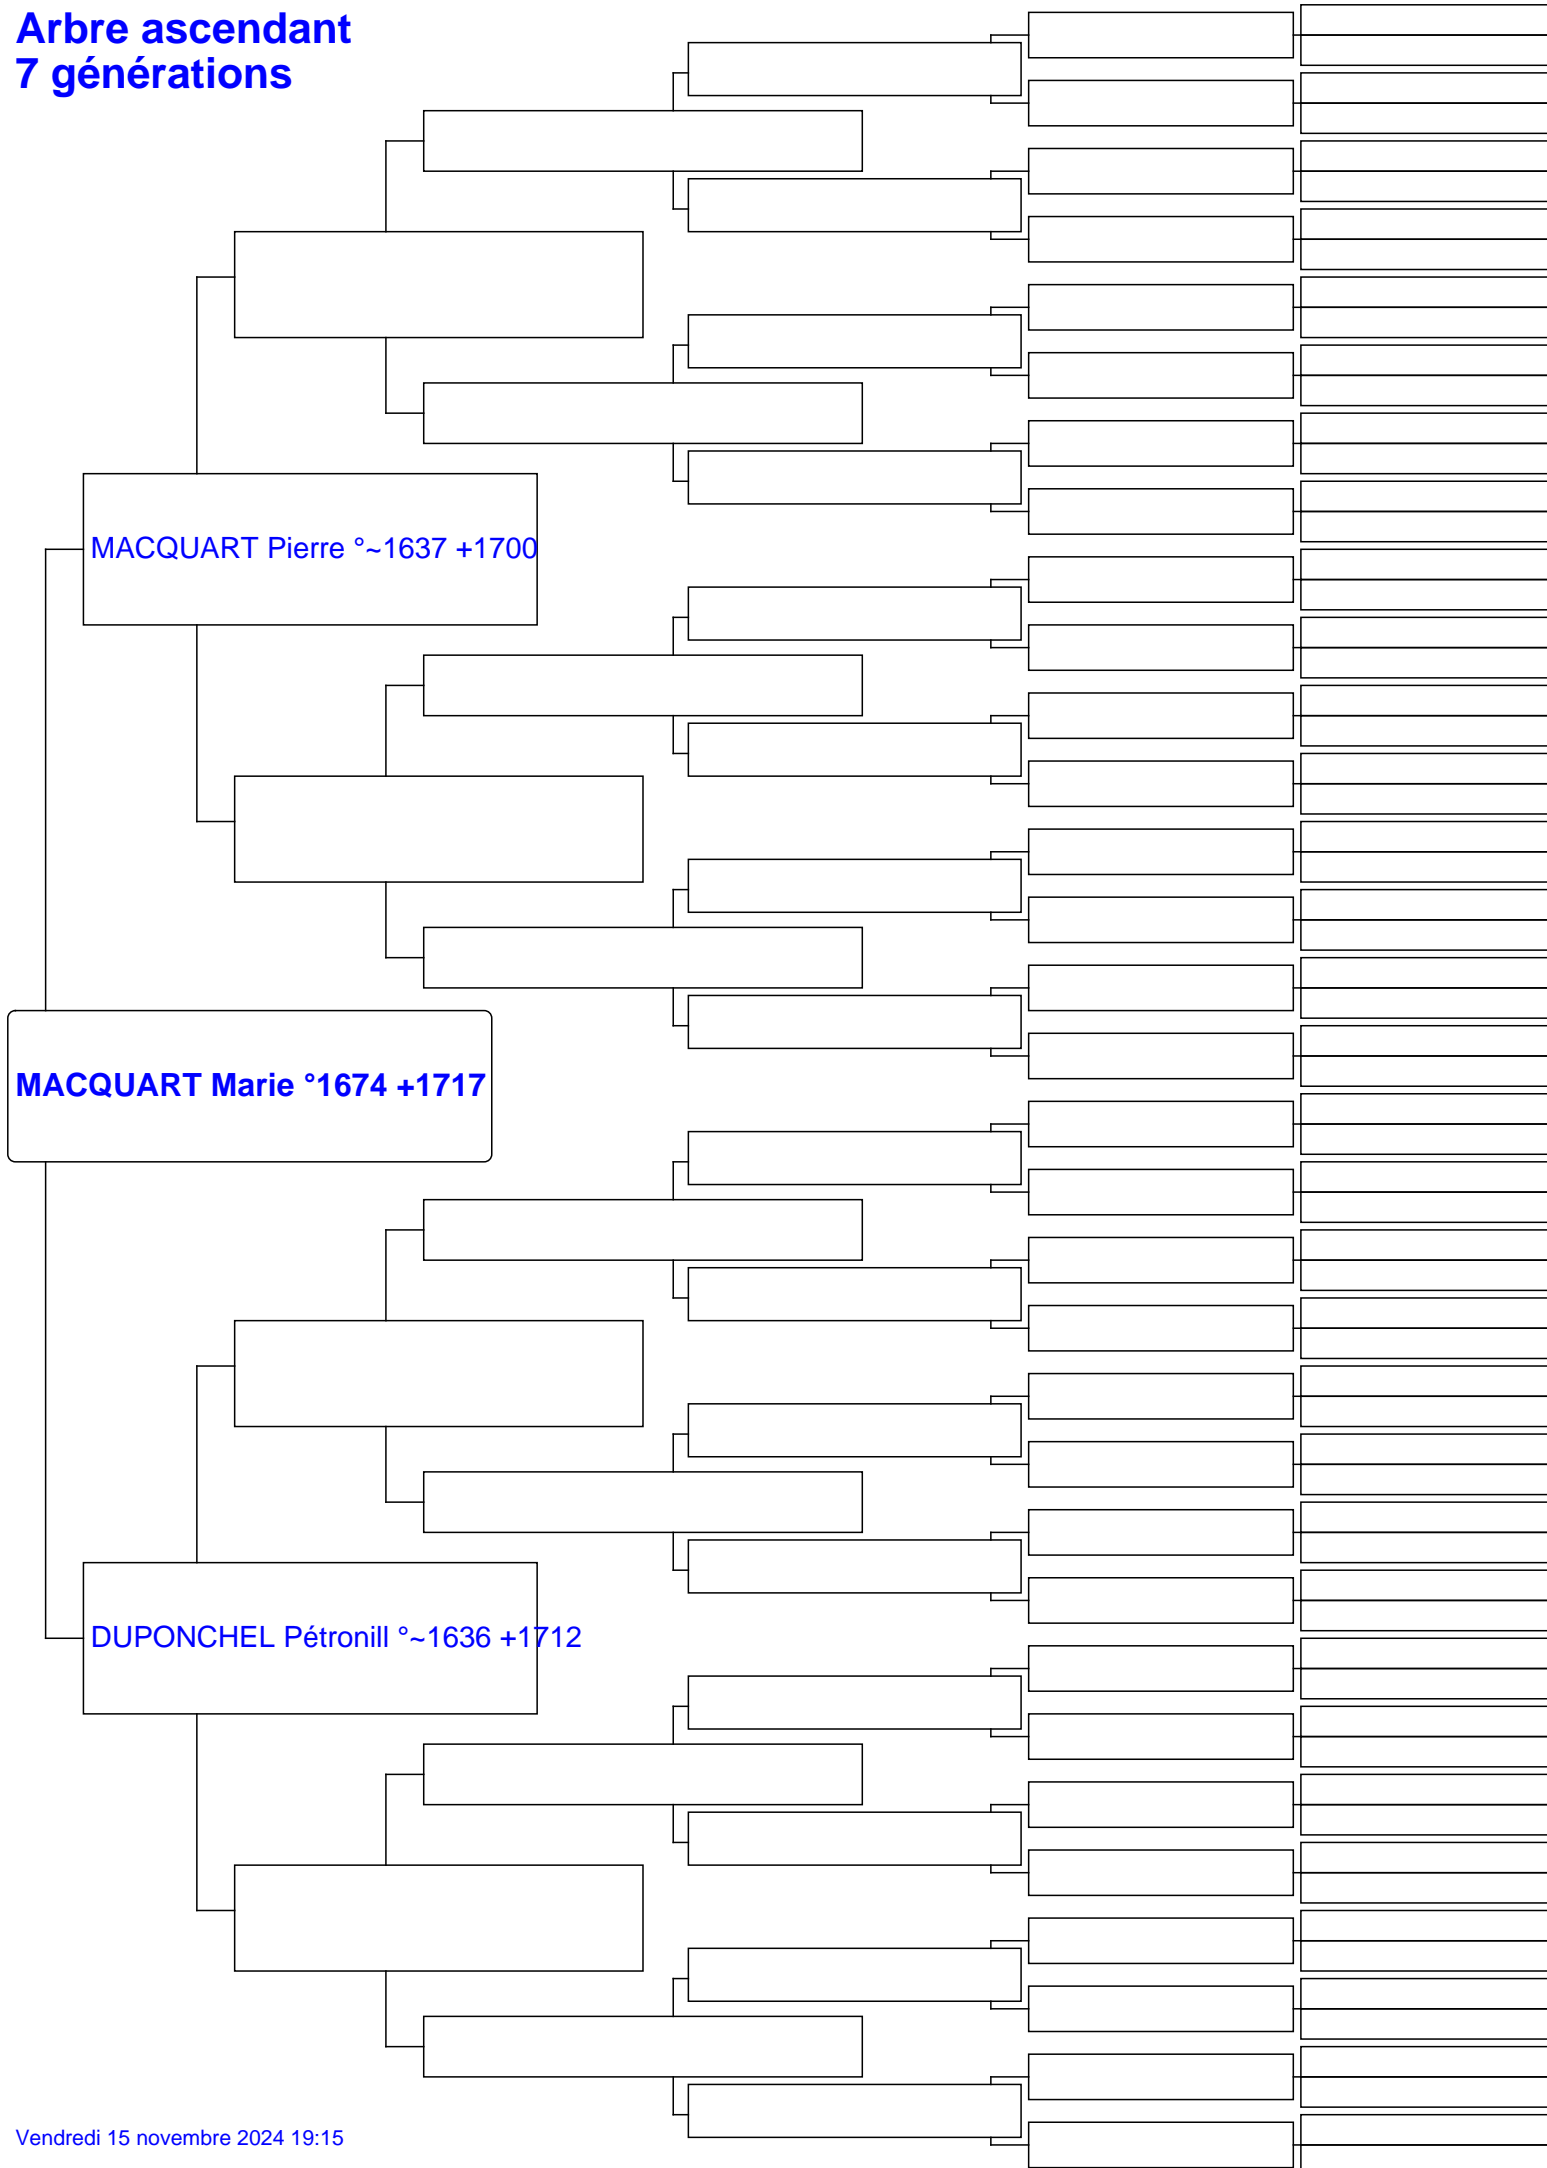 Arbre ascendant
7 générations
MACQUART Pierre °~1637 +1700
MACQUART Marie °1674 +1717
DUPONCHEL Pétronill °~1636 +1712
Vendredi 15 novembre 2024 19:15